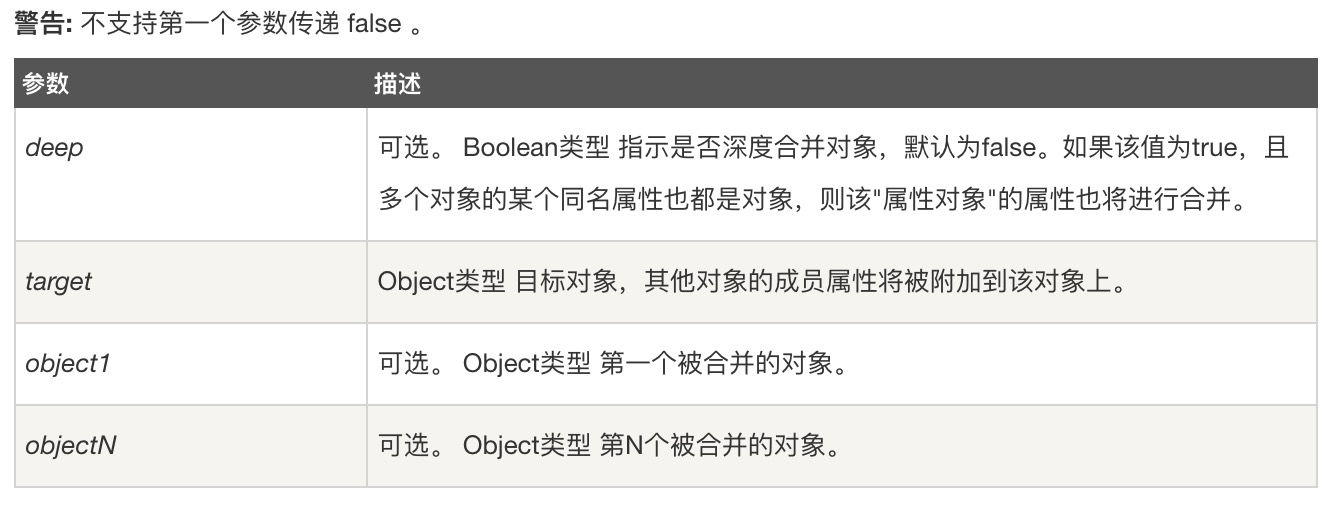 警告: 不支持第一个参数传递 false 。
参数 描述
deep 可选。 Boolean类型 指示是否深度合并对象，默认为false。如果该值为true，且
多个对象的某个同名属性也都是对象，则该"属性对象"的属性也将进行合并。
target Object类型 目标对象，其他对象的成员属性将被附加到该对象上。
object1 可选。 Object类型 第一个被合并的对象。
objectN 可选。 Object类型 第N个被合并的对象。